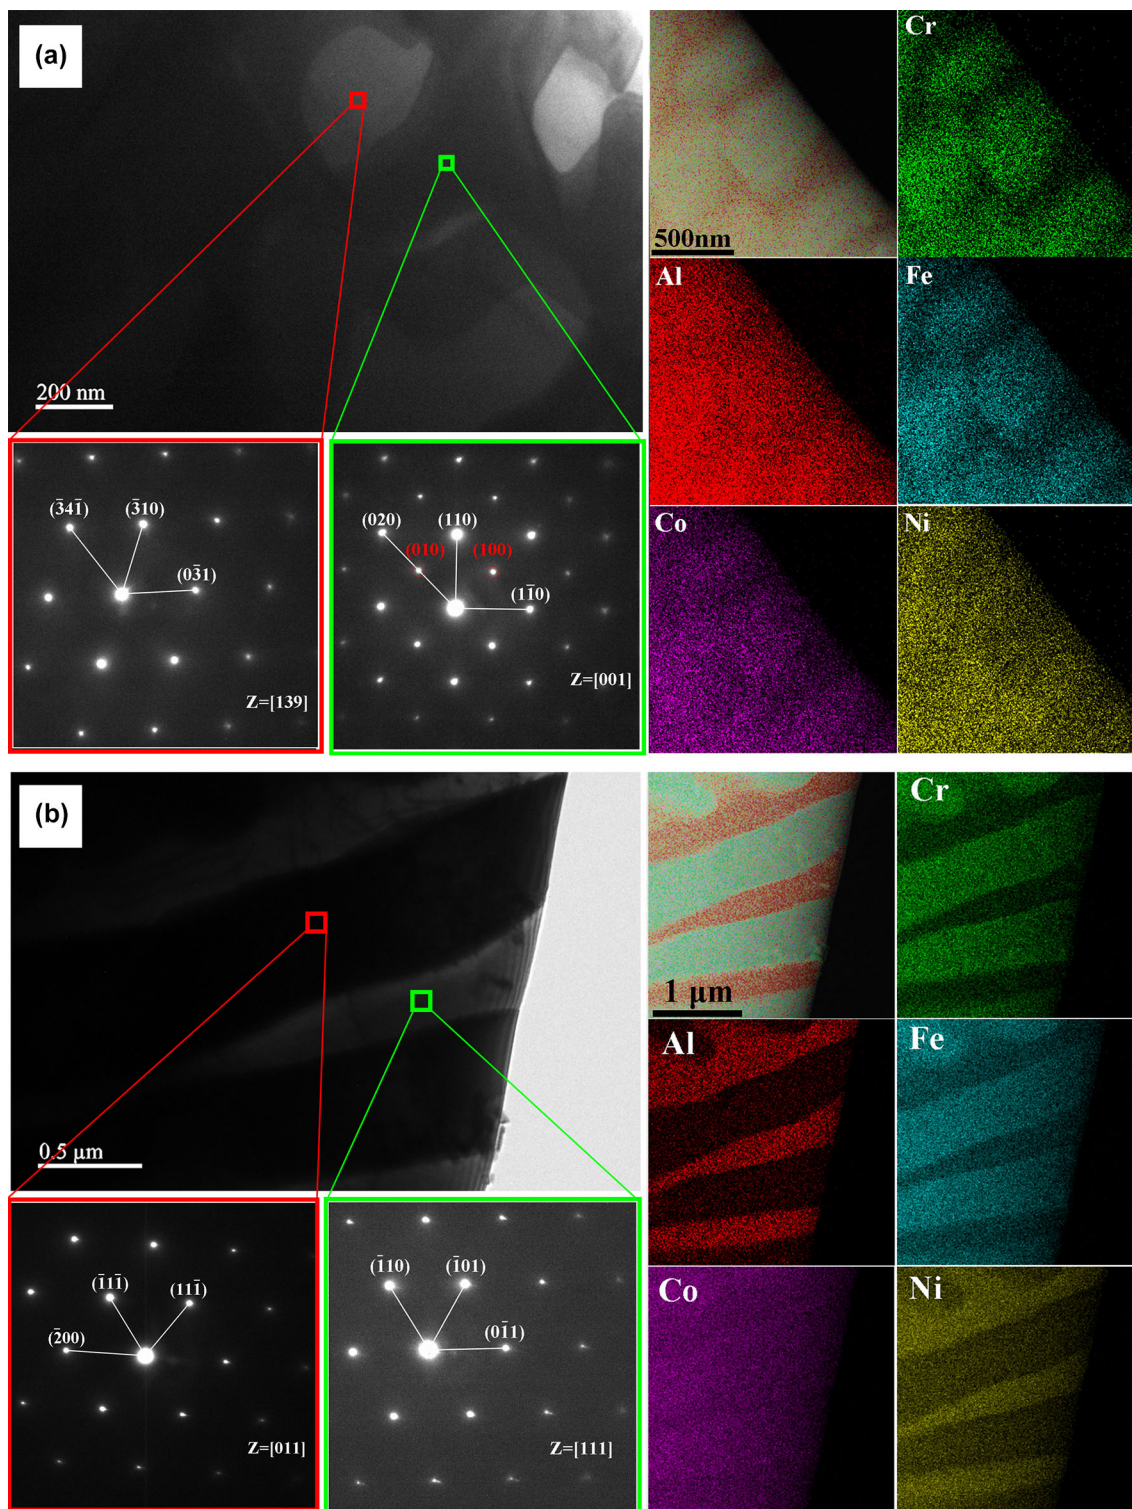 (a)
Cr
500nm
Al
Fe
200 nm
(3̄41̄)
(3̄10)
(03̄1)
Z=[139]
(020)
(110)
(010)
(100)
(11̄0)
Z=[001]
Co
Ni
(b)
Cr
1 μm
Al
Fe
0.5 μm
(1̄11̄)
(111̄)
(2̄00)
Z=[011]
(1̄10)
(1̄01)
(01̄1)
Z=[111]
Co
Ni